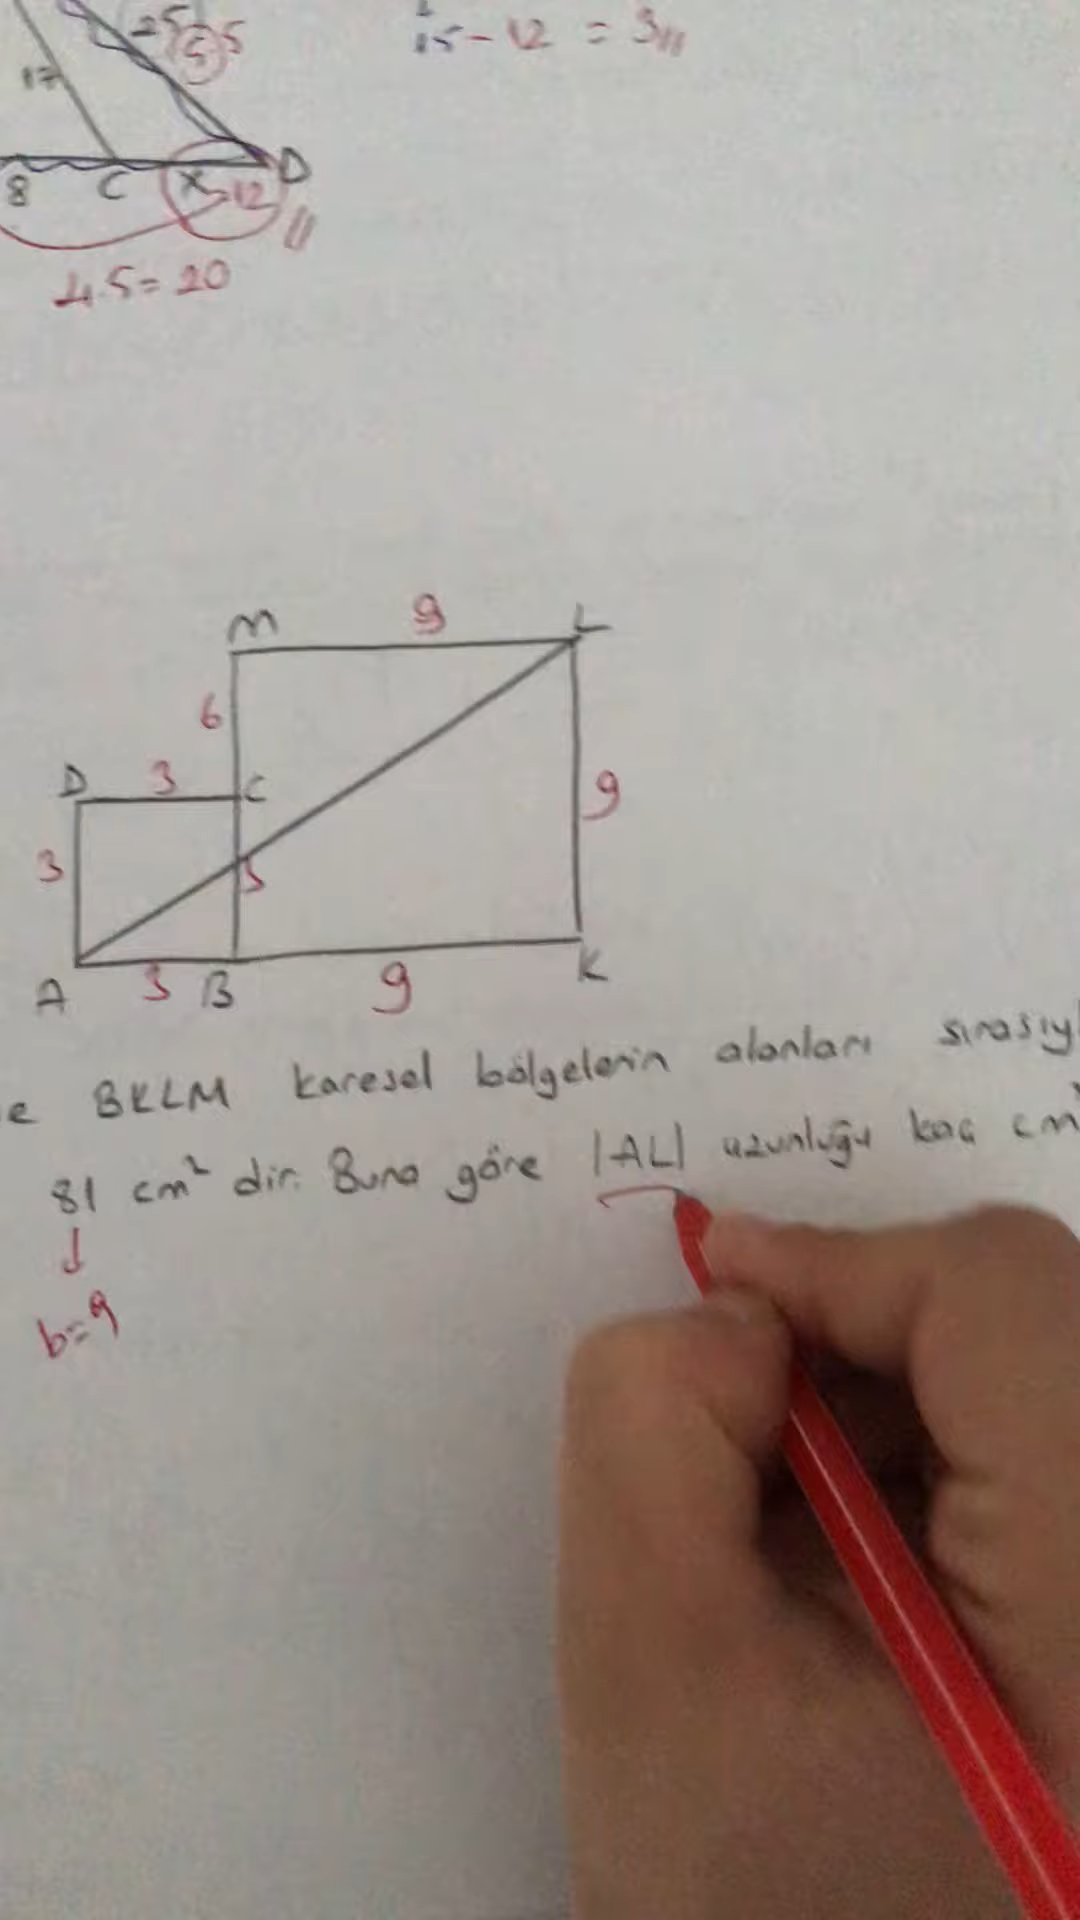 25 5 5
15 - 12 = 3
17
8 C X 12 D
4.5 = 20
M 9 L
6
D 3 C
3 3 9
A 3 B 9 K
BKLM karesel bölgelerin alanları sırasıyl
81 cm² dir. Buna göre |AL| uzunluğu kaç cm
b=9